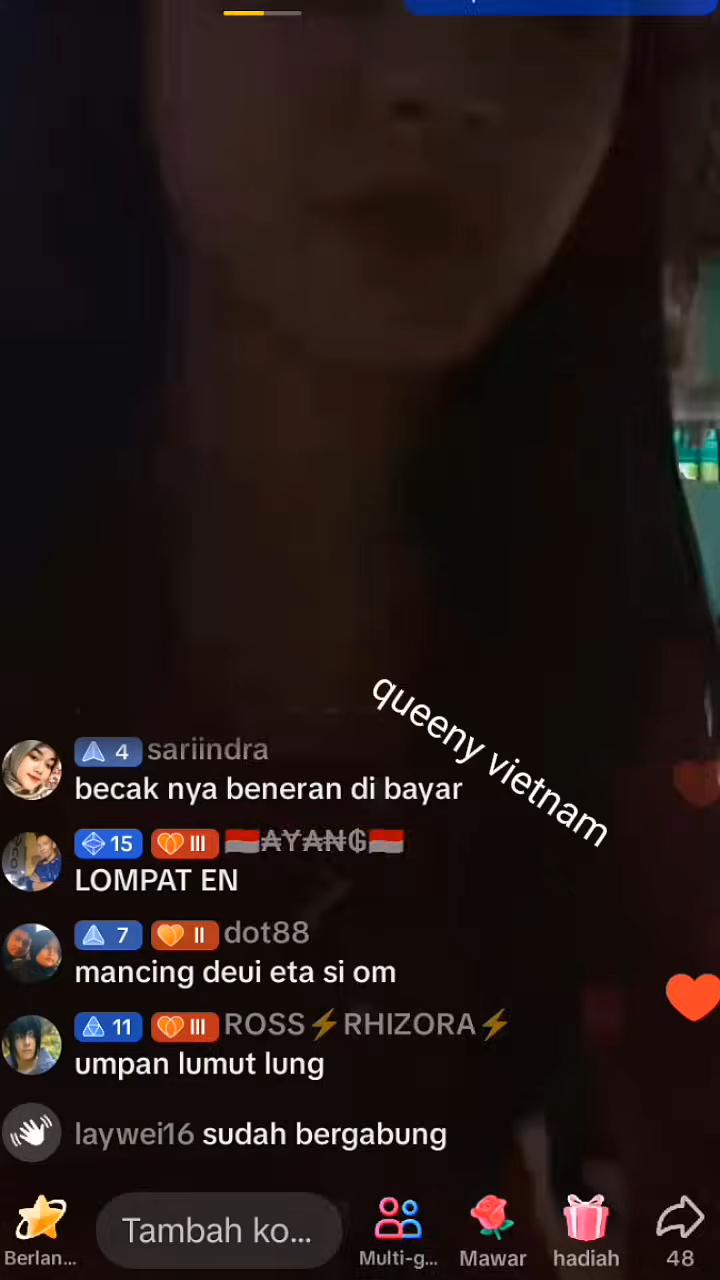 queeny vietnam
4 sariindra
becak nya beneran di bayar
15 III AYANG
LOMPAT EN
7 II dot88
mancing deui eta si om
11 III ROSS⚡RHIZORA⚡
umpan lumut lung
laywei16 sudah bergabung
Tambah ko...
Berlan... Multi-g... Mawar hadiah 48